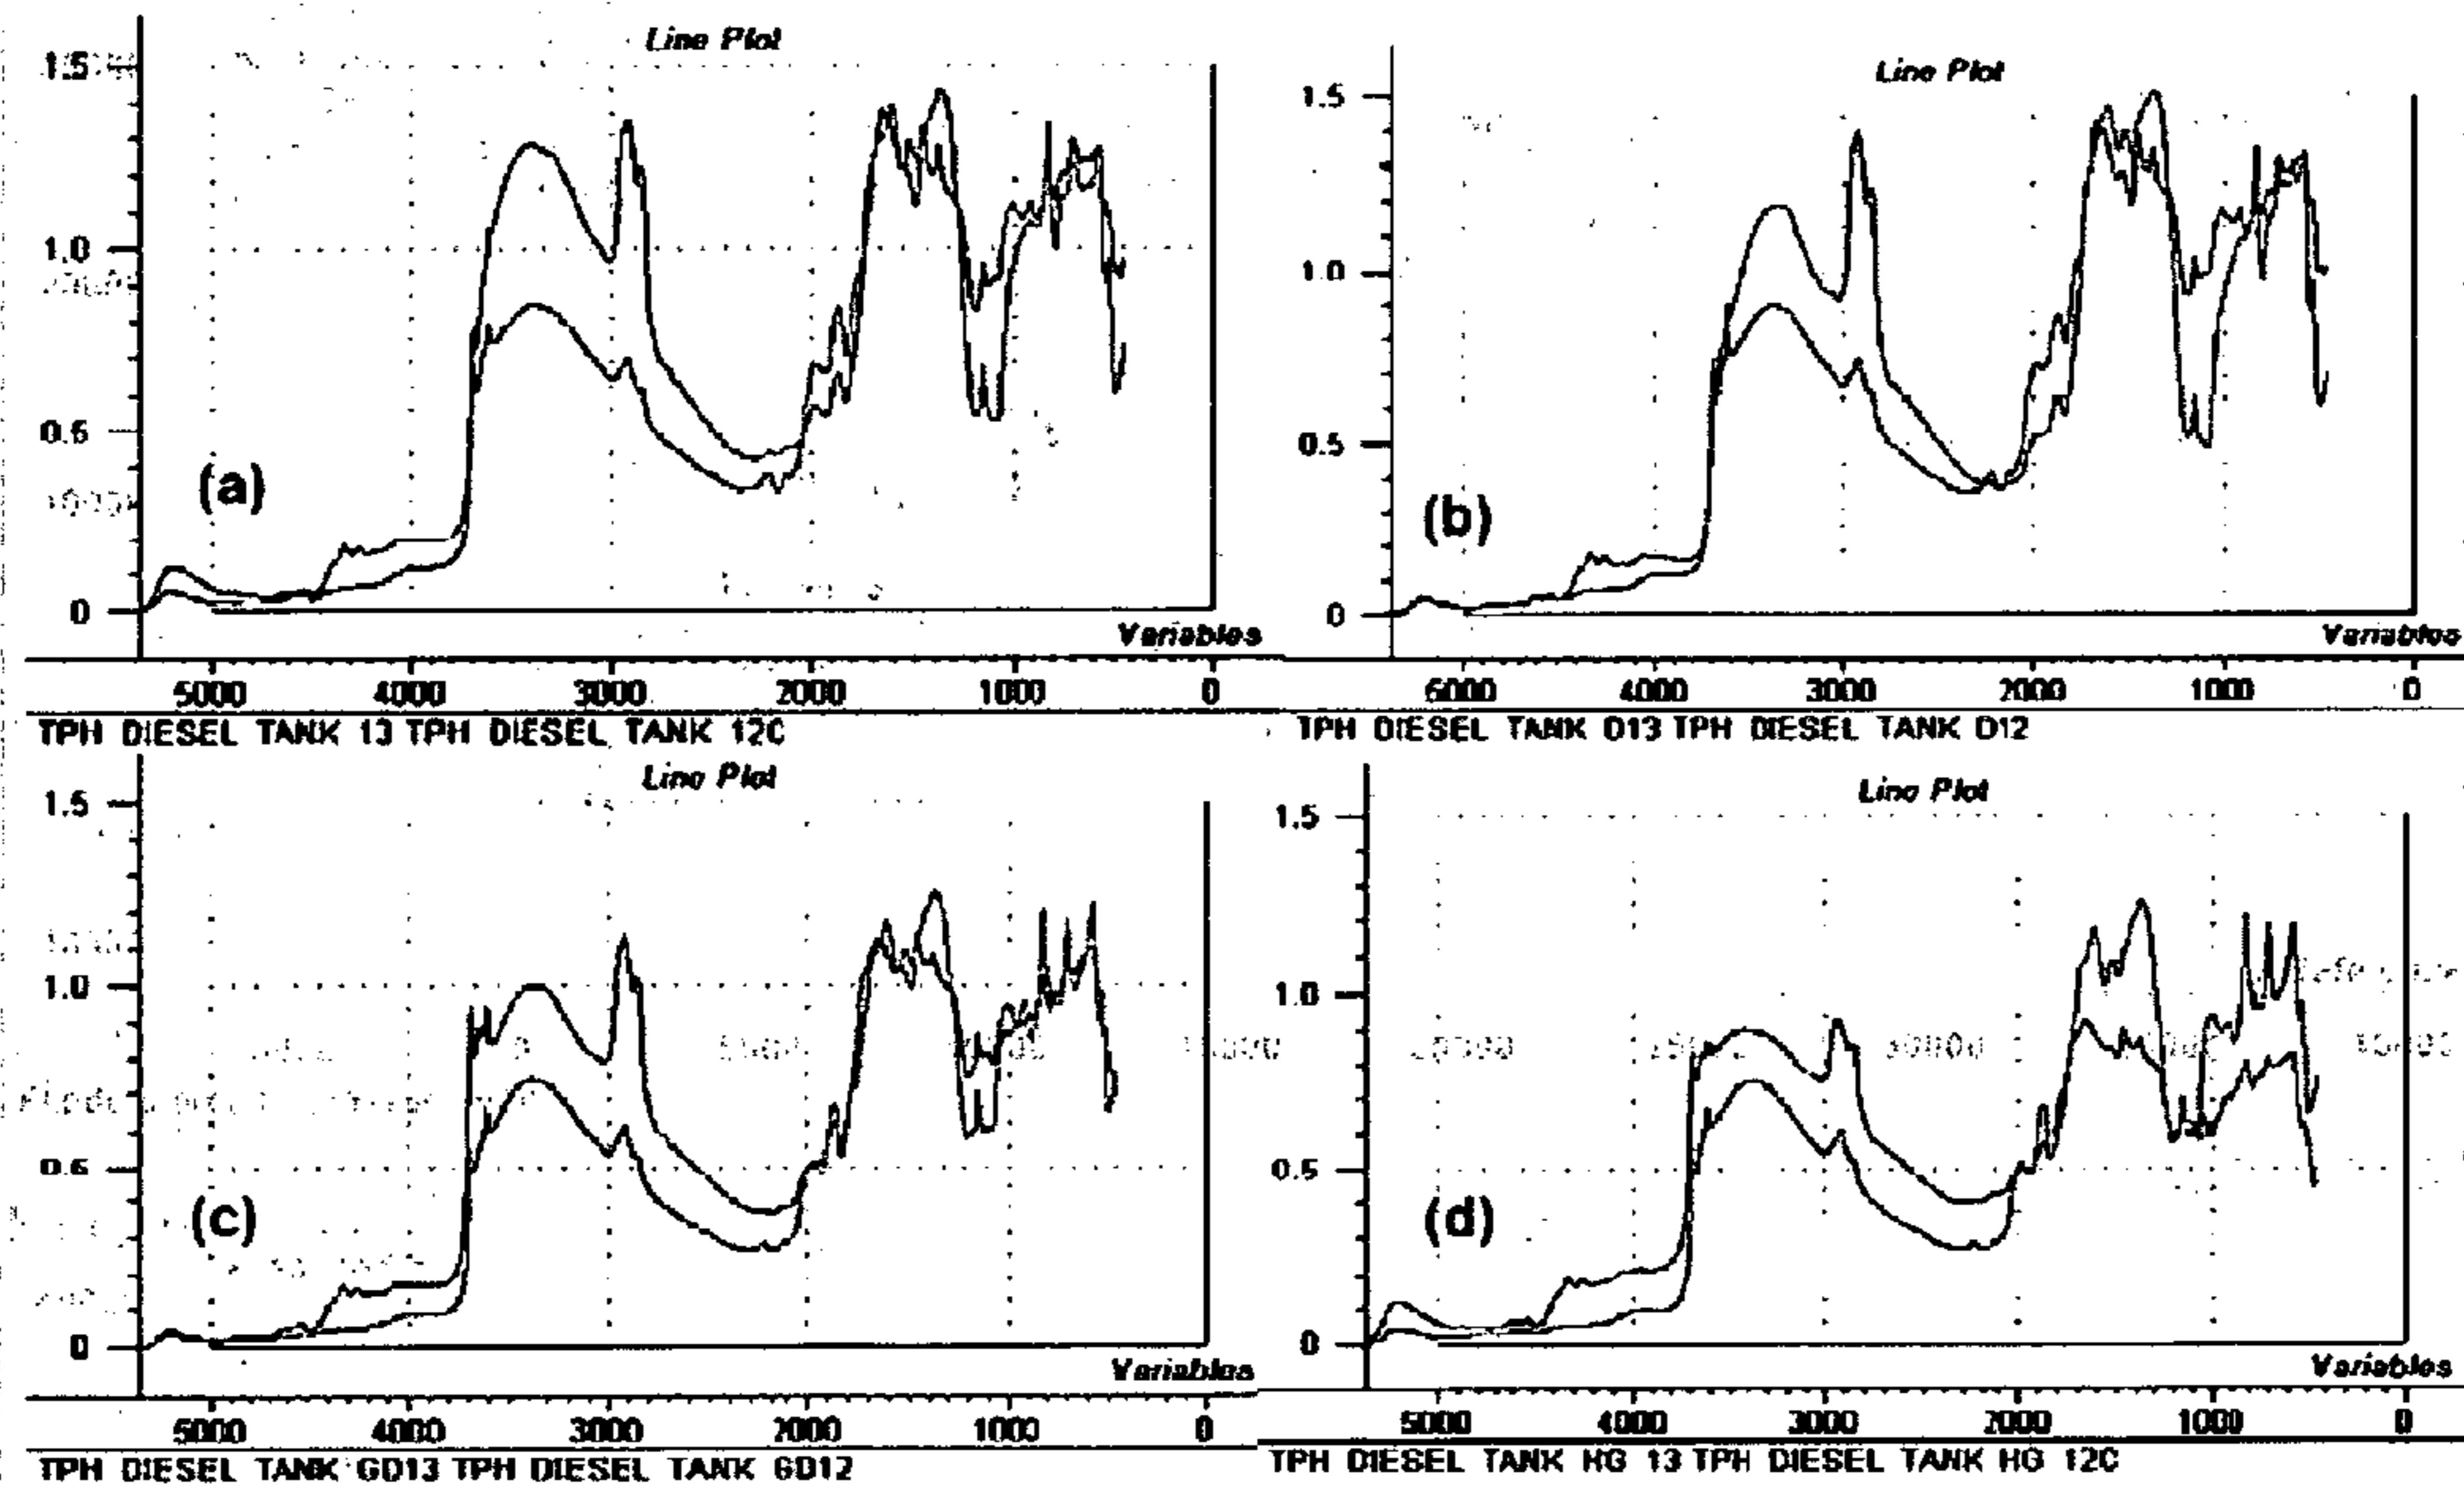 Line Plot
1.5
1.0
0.5
0
(a)
Variables
5000 4000 3000 2000 1000 0
TPH DIESEL TANK 13 TPH DIESEL TANK 12C
Line Plot
1.5
1.0
0.5
0
(b)
Variables
5000 4000 3000 2000 1000 0
TPH DIESEL TANK D13 TPH DIESEL TANK D12
Line Plot
1.5
1.0
0.5
0
(c)
Variables
5000 4000 3000 2000 1000 0
TPH DIESEL TANK GD13 TPH DIESEL TANK GD12
Line Plot
1.5
1.0
0.5
0
(d)
Variables
5000 4000 3000 2000 1000 0
TPH DIESEL TANK HG 13 TPH DIESEL TANK HG 12C